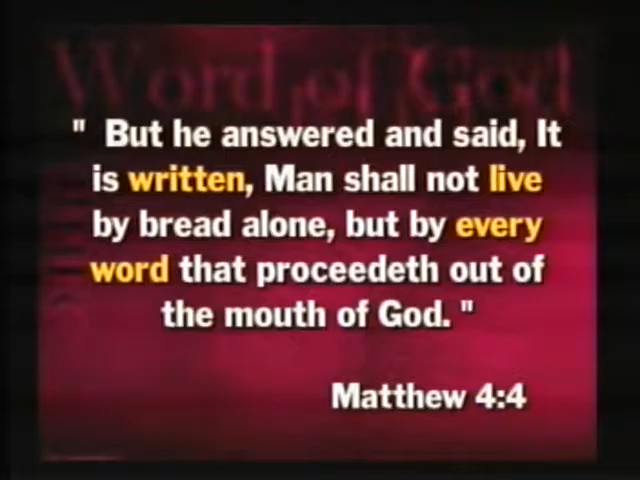 Word of God
" But he answered and said, It
is written, Man shall not live
by bread alone, but by every
word that proceedeth out of
the mouth of God. "
Matthew 4:4